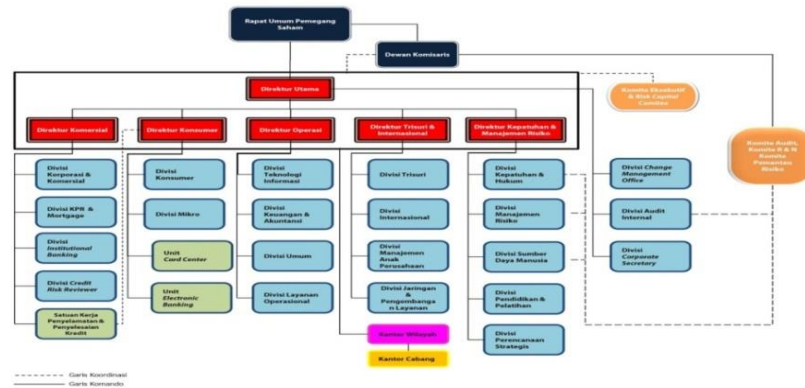 Rapat Umum Pemegang
Saham
Dewan Komisaris
Direktur Utama
Komite Eksekutif
& Risk Capital
Comitee
Direktur Komersial
Direktur Konsumer
Direktur Operasi
Direktur Trisuri &
Internasional
Direktur Kepatuhan &
Manajemen Risiko
Komite Audit,
Komite R & N
Komite
Pemantau
Risiko
Divisi
Korporasi &
Komersial
Divisi
Konsumer
Divisi
Teknologi
Informasi
Divisi Trisuri
Divisi
Kepatuhan &
Hukum
Divisi Change
Management
Office
Divisi KPR &
Mortgage
Divisi Mikro
Divisi
Keuangan &
Akuntansi
Divisi
Internasional
Divisi
Manajemen
Risiko
Divisi Audit
Internal
Divisi
Institutional
Banking
Unit
Card Center
Divisi Umum
Divisi
Manajemen
Anak
Perusahaan
Divisi Sumber
Daya Manusia
Divisi
Corporate
Secretary
Divisi Credit
Risk Reviewer
Unit
Electronic
Banking
Divisi Layanan
Operasional
Divisi Jaringan &
Pengembanga
n Layanan
Divisi
Pendidikan &
Pelatihan
Satuan Kerja
Penyelamatan &
Penyelesaian
Kredit
Kantor Wilayah
Divisi
Perencanaan
Strategis
Kantor Cabang
Garis Koordinasi
Garis Komando